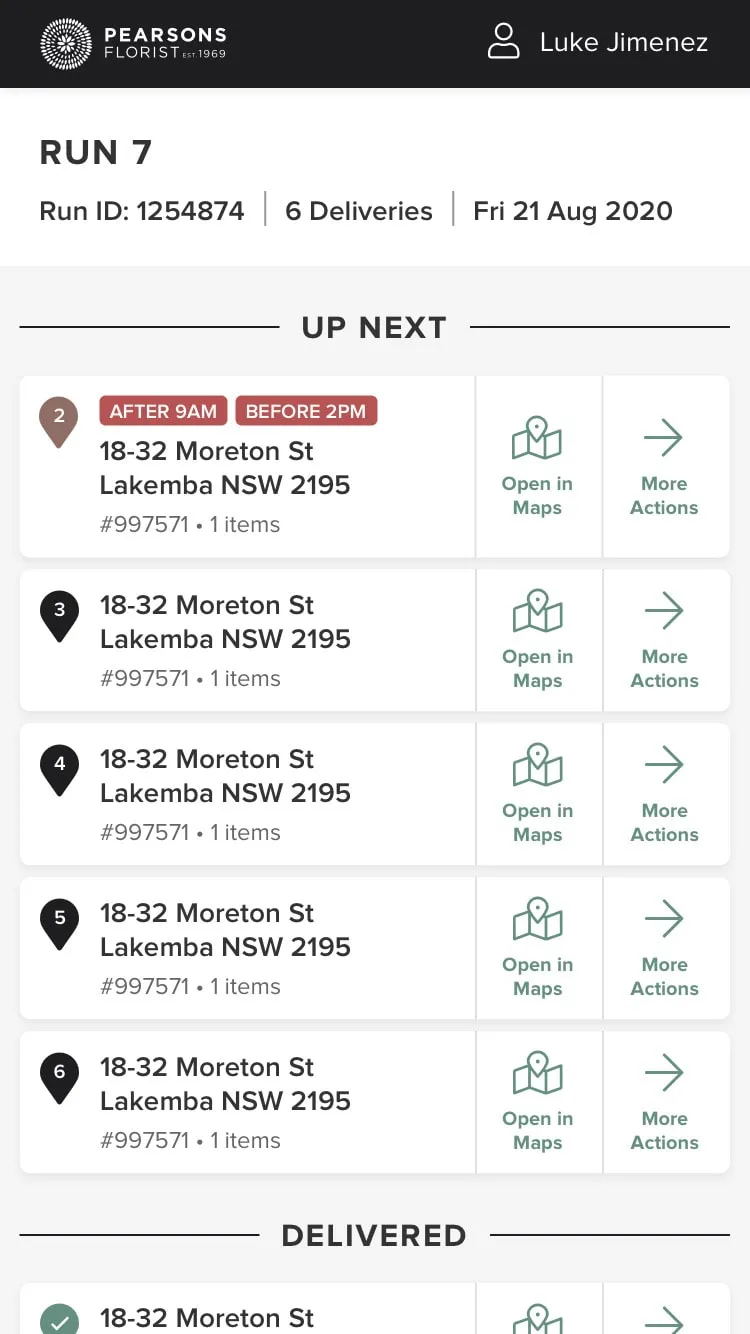 PEARSONS
FLORIST EST. 1969
Luke Jimenez
RUN 7
Run ID: 1254874
6 Deliveries
Fri 21 Aug 2020
UP NEXT
2
AFTER 9AM
BEFORE 2PM
18-32 Moreton St
Lakemba NSW 2195
#997571 • 1 items
Open in
Maps
More
Actions
3
18-32 Moreton St
Lakemba NSW 2195
#997571 • 1 items
Open in
Maps
More
Actions
4
18-32 Moreton St
Lakemba NSW 2195
#997571 • 1 items
Open in
Maps
More
Actions
5
18-32 Moreton St
Lakemba NSW 2195
#997571 • 1 items
Open in
Maps
More
Actions
6
18-32 Moreton St
Lakemba NSW 2195
#997571 • 1 items
Open in
Maps
More
Actions
DELIVERED
18-32 Moreton St